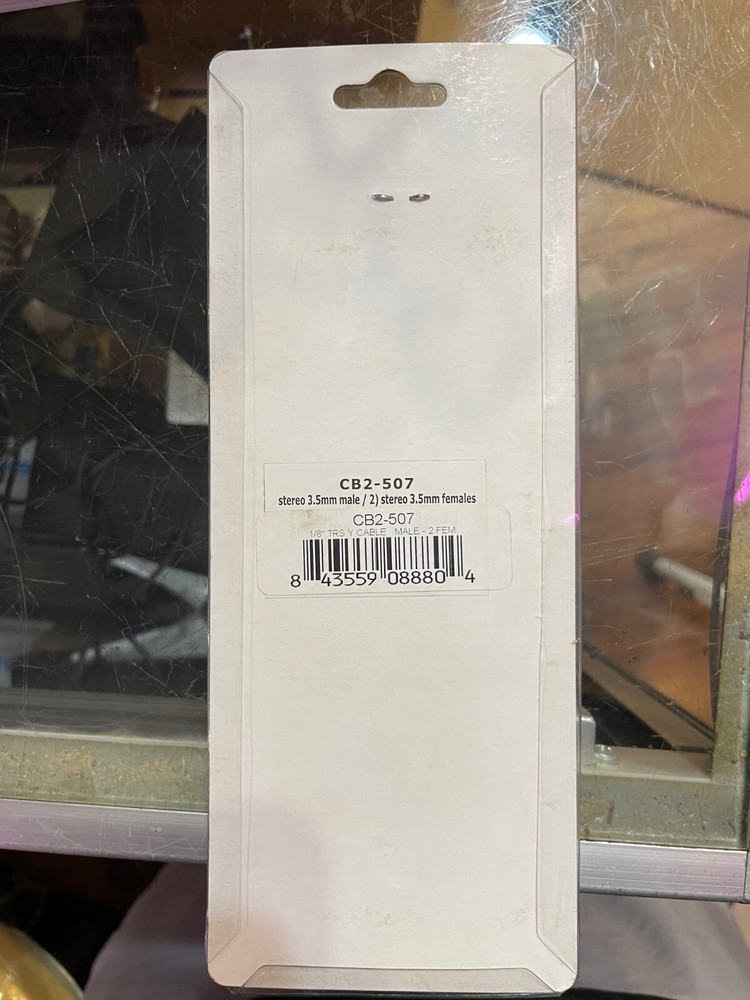 CB2-507
stereo 3.5mm male / 2) stereo 3.5mm females
CB2-507
1/8" TRS Y CABLE MALE - 2 FEM
8 43559 08880 4